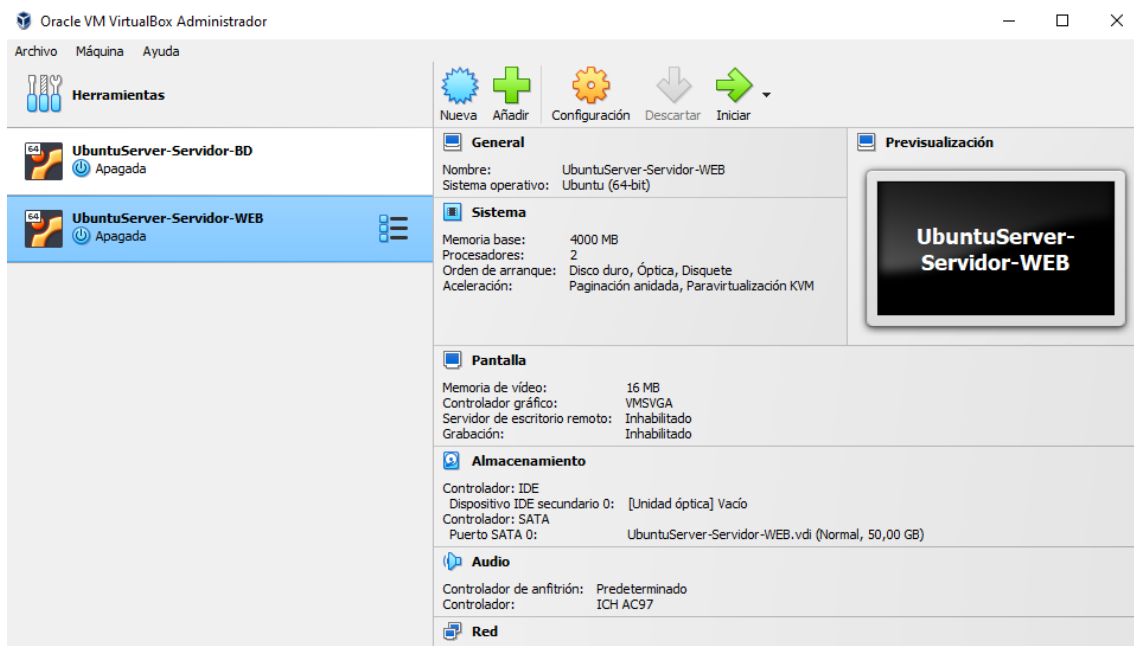 Oracle VM VirtualBox Administrador
Archivo Máquina Ayuda
Herramientas
Nueva Añadir Configuración Descartar Iniciar
64 UbuntuServer-Servidor-BD
Apagada
64 UbuntuServer-Servidor-WEB
Apagada
General
Nombre: UbuntuServer-Servidor-WEB
Sistema operativo: Ubuntu (64-bit)
Sistema
Memoria base: 4000 MB
Procesadores: 2
Orden de arranque: Disco duro, Óptica, Disquete
Aceleración: Paginación anidada, Paravirtualización KVM
Previsualización
UbuntuServer-
Servidor-WEB
Pantalla
Memoria de vídeo: 16 MB
Controlador gráfico: VMSVGA
Servidor de escritorio remoto: Inhabilitado
Grabación: Inhabilitado
Almacenamiento
Controlador: IDE
Dispositivo IDE secundario 0: [Unidad óptica] Vacío
Controlador: SATA
Puerto SATA 0: UbuntuServer-Servidor-WEB.vdi (Normal, 50,00 GB)
Audio
Controlador de anfitrión: Predeterminado
Controlador: ICH AC97
Red